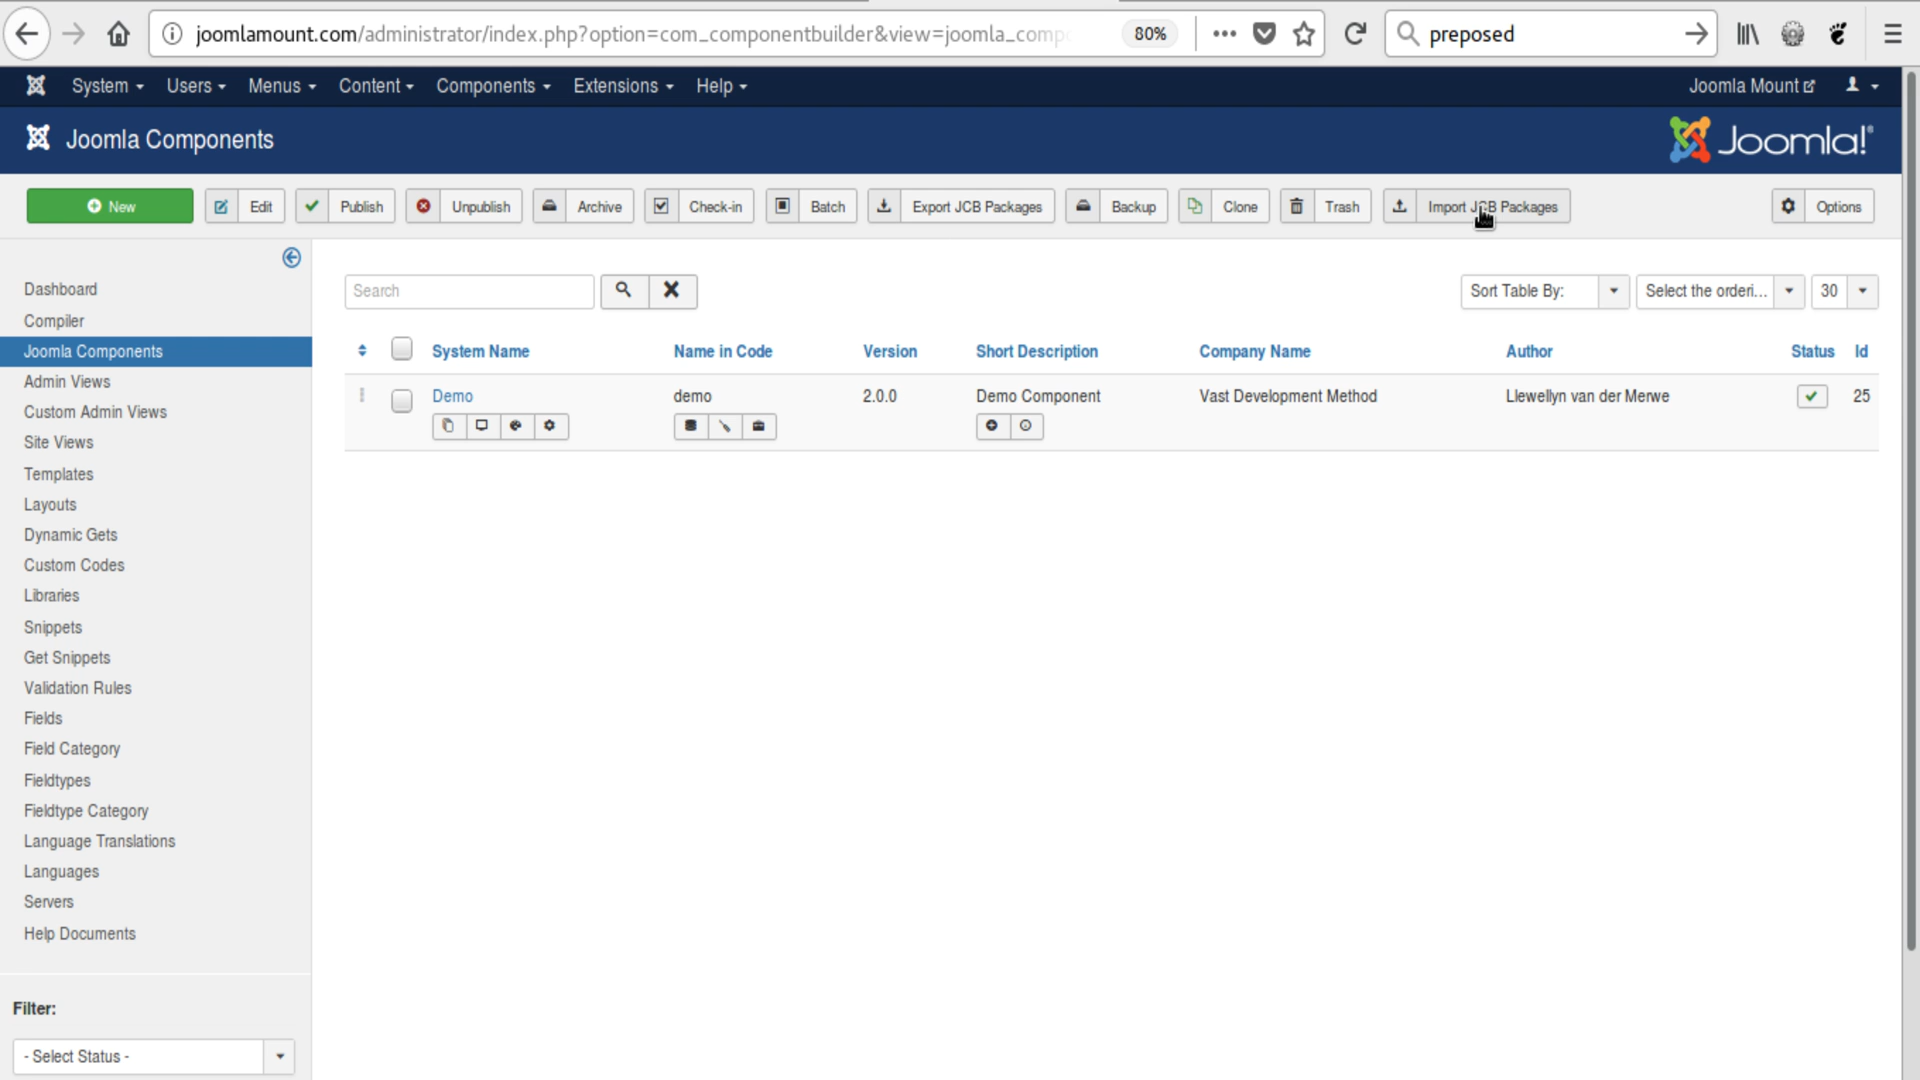 joomlamount.com/administrator/index.php?option=com_componentbuilder&view=joomla_compo
80%
preposed
System Users Menus Content Components Extensions Help
Joomla Mount
Joomla Components
Joomla!®
New Edit Publish Unpublish Archive Check-in Batch Export JCB Packages Backup Clone Trash Import JCB Packages Options
Dashboard
Compiler
Joomla Components
Admin Views
Custom Admin Views
Site Views
Templates
Layouts
Dynamic Gets
Custom Codes
Libraries
Snippets
Get Snippets
Validation Rules
Fields
Field Category
Fieldtypes
Fieldtype Category
Language Translations
Languages
Servers
Help Documents
Filter:
- Select Status -
Search
Sort Table By:
Select the orderi...
30
System Name Name in Code Version Short Description Company Name Author Status Id
Demo demo 2.0.0 Demo Component Vast Development Method Llewellyn van der Merwe 25